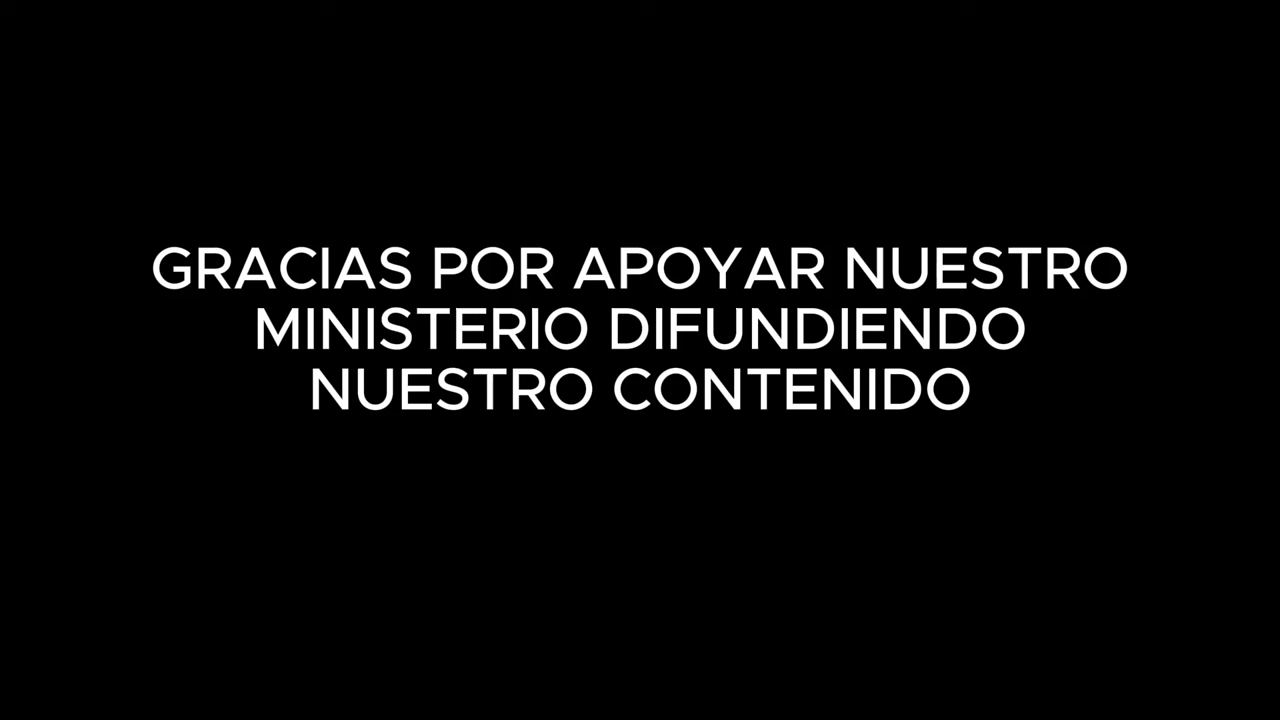 GRACIAS POR APOYAR NUESTRO
MINISTERIO DIFUNDIENDO
NUESTRO CONTENIDO